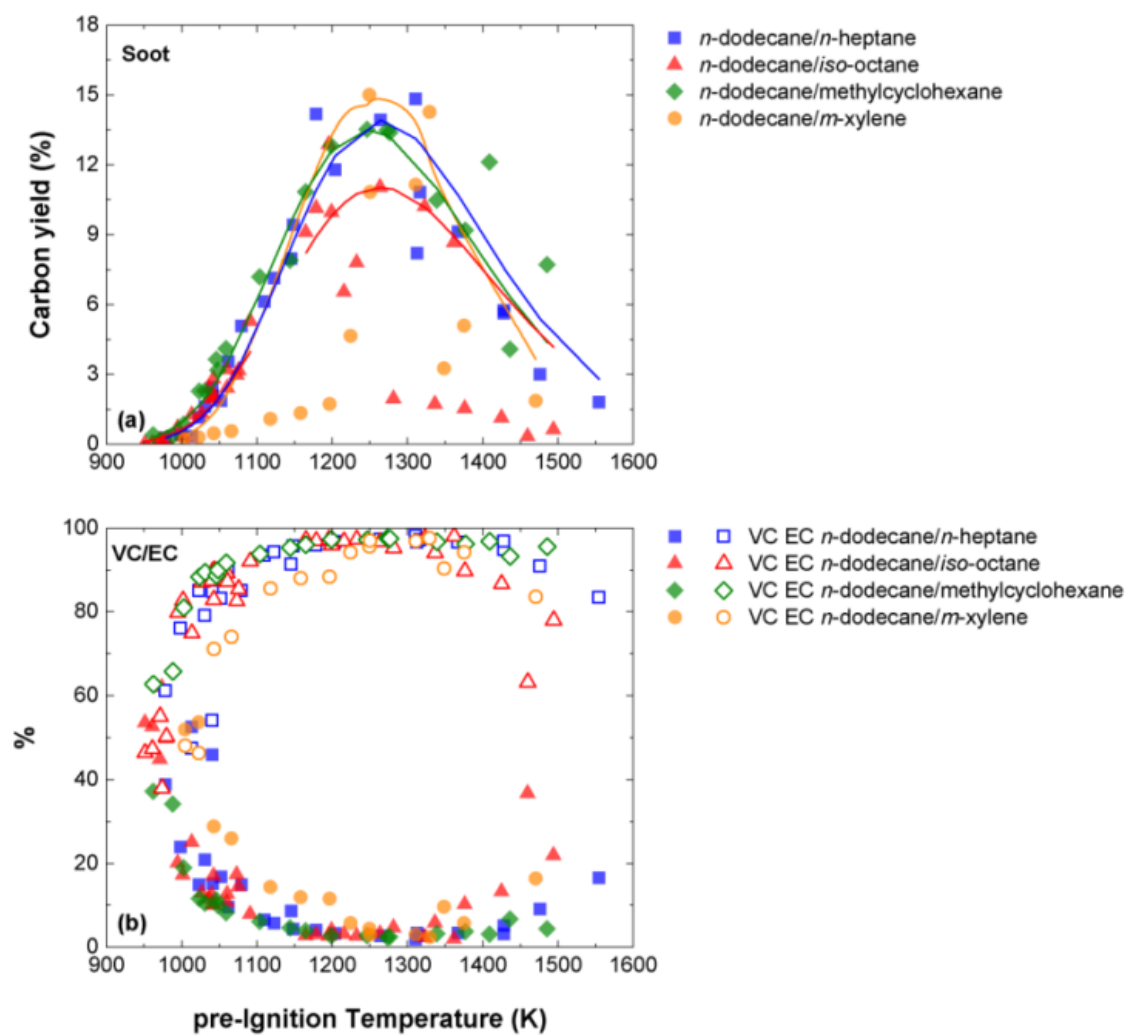 18
15
12
9
6
3
0
Carbon yield (%)
Soot
(a)
900 1000 1100 1200 1300 1400 1500 1600
n-dodecane/n-heptane
n-dodecane/iso-octane
n-dodecane/methylcyclohexane
n-dodecane/m-xylene
100
80
60
40
20
0
%
VC/EC
(b)
900 1000 1100 1200 1300 1400 1500 1600
pre-Ignition Temperature (K)
VC EC n-dodecane/n-heptane
VC EC n-dodecane/iso-octane
VC EC n-dodecane/methylcyclohexane
VC EC n-dodecane/m-xylene